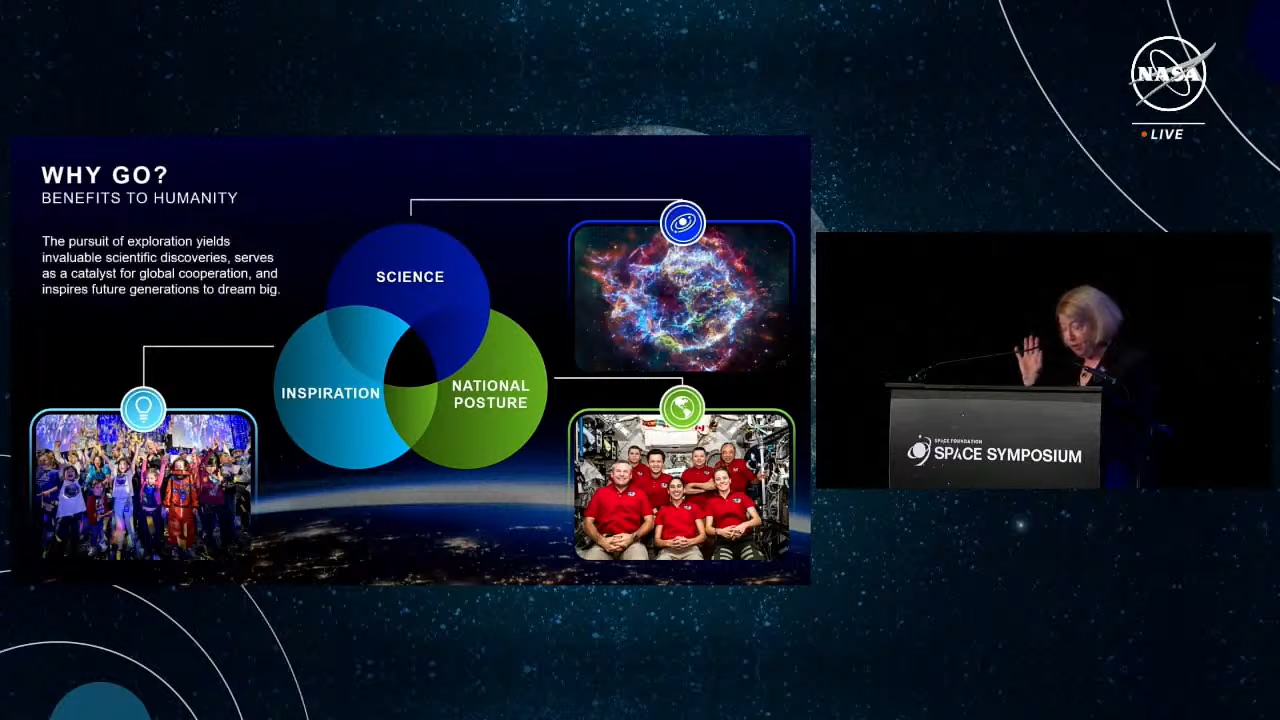 NASA
LIVE
WHY GO?
BENEFITS TO HUMANITY
The pursuit of exploration yields
invaluable scientific discoveries, serves
as a catalyst for global cooperation, and
inspires future generations to dream big.
SCIENCE
INSPIRATION
NATIONAL
POSTURE
SPACE FOUNDATION
SPACE SYMPOSIUM